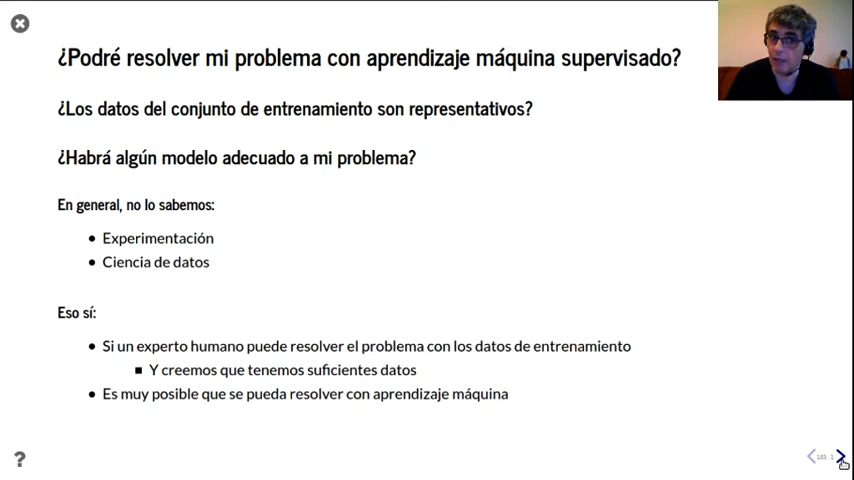 ¿Podré resolver mi problema con aprendizaje máquina supervisado?
¿Los datos del conjunto de entrenamiento son representativos?
¿Habrá algún modelo adecuado a mi problema?
En general, no lo sabemos:
Experimentación
Ciencia de datos
Eso sí:
Si un experto humano puede resolver el problema con los datos de entrenamiento
Y creemos que tenemos suficientes datos
Es muy posible que se pueda resolver con aprendizaje máquina
?